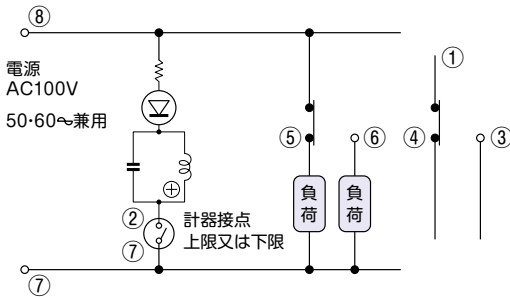 ⑧
電源
AC100V
50･60～兼用
①
⑤
⑥
④
③
＋
②
計器接点
上限又は下限
⑦
負荷
負荷
⑦